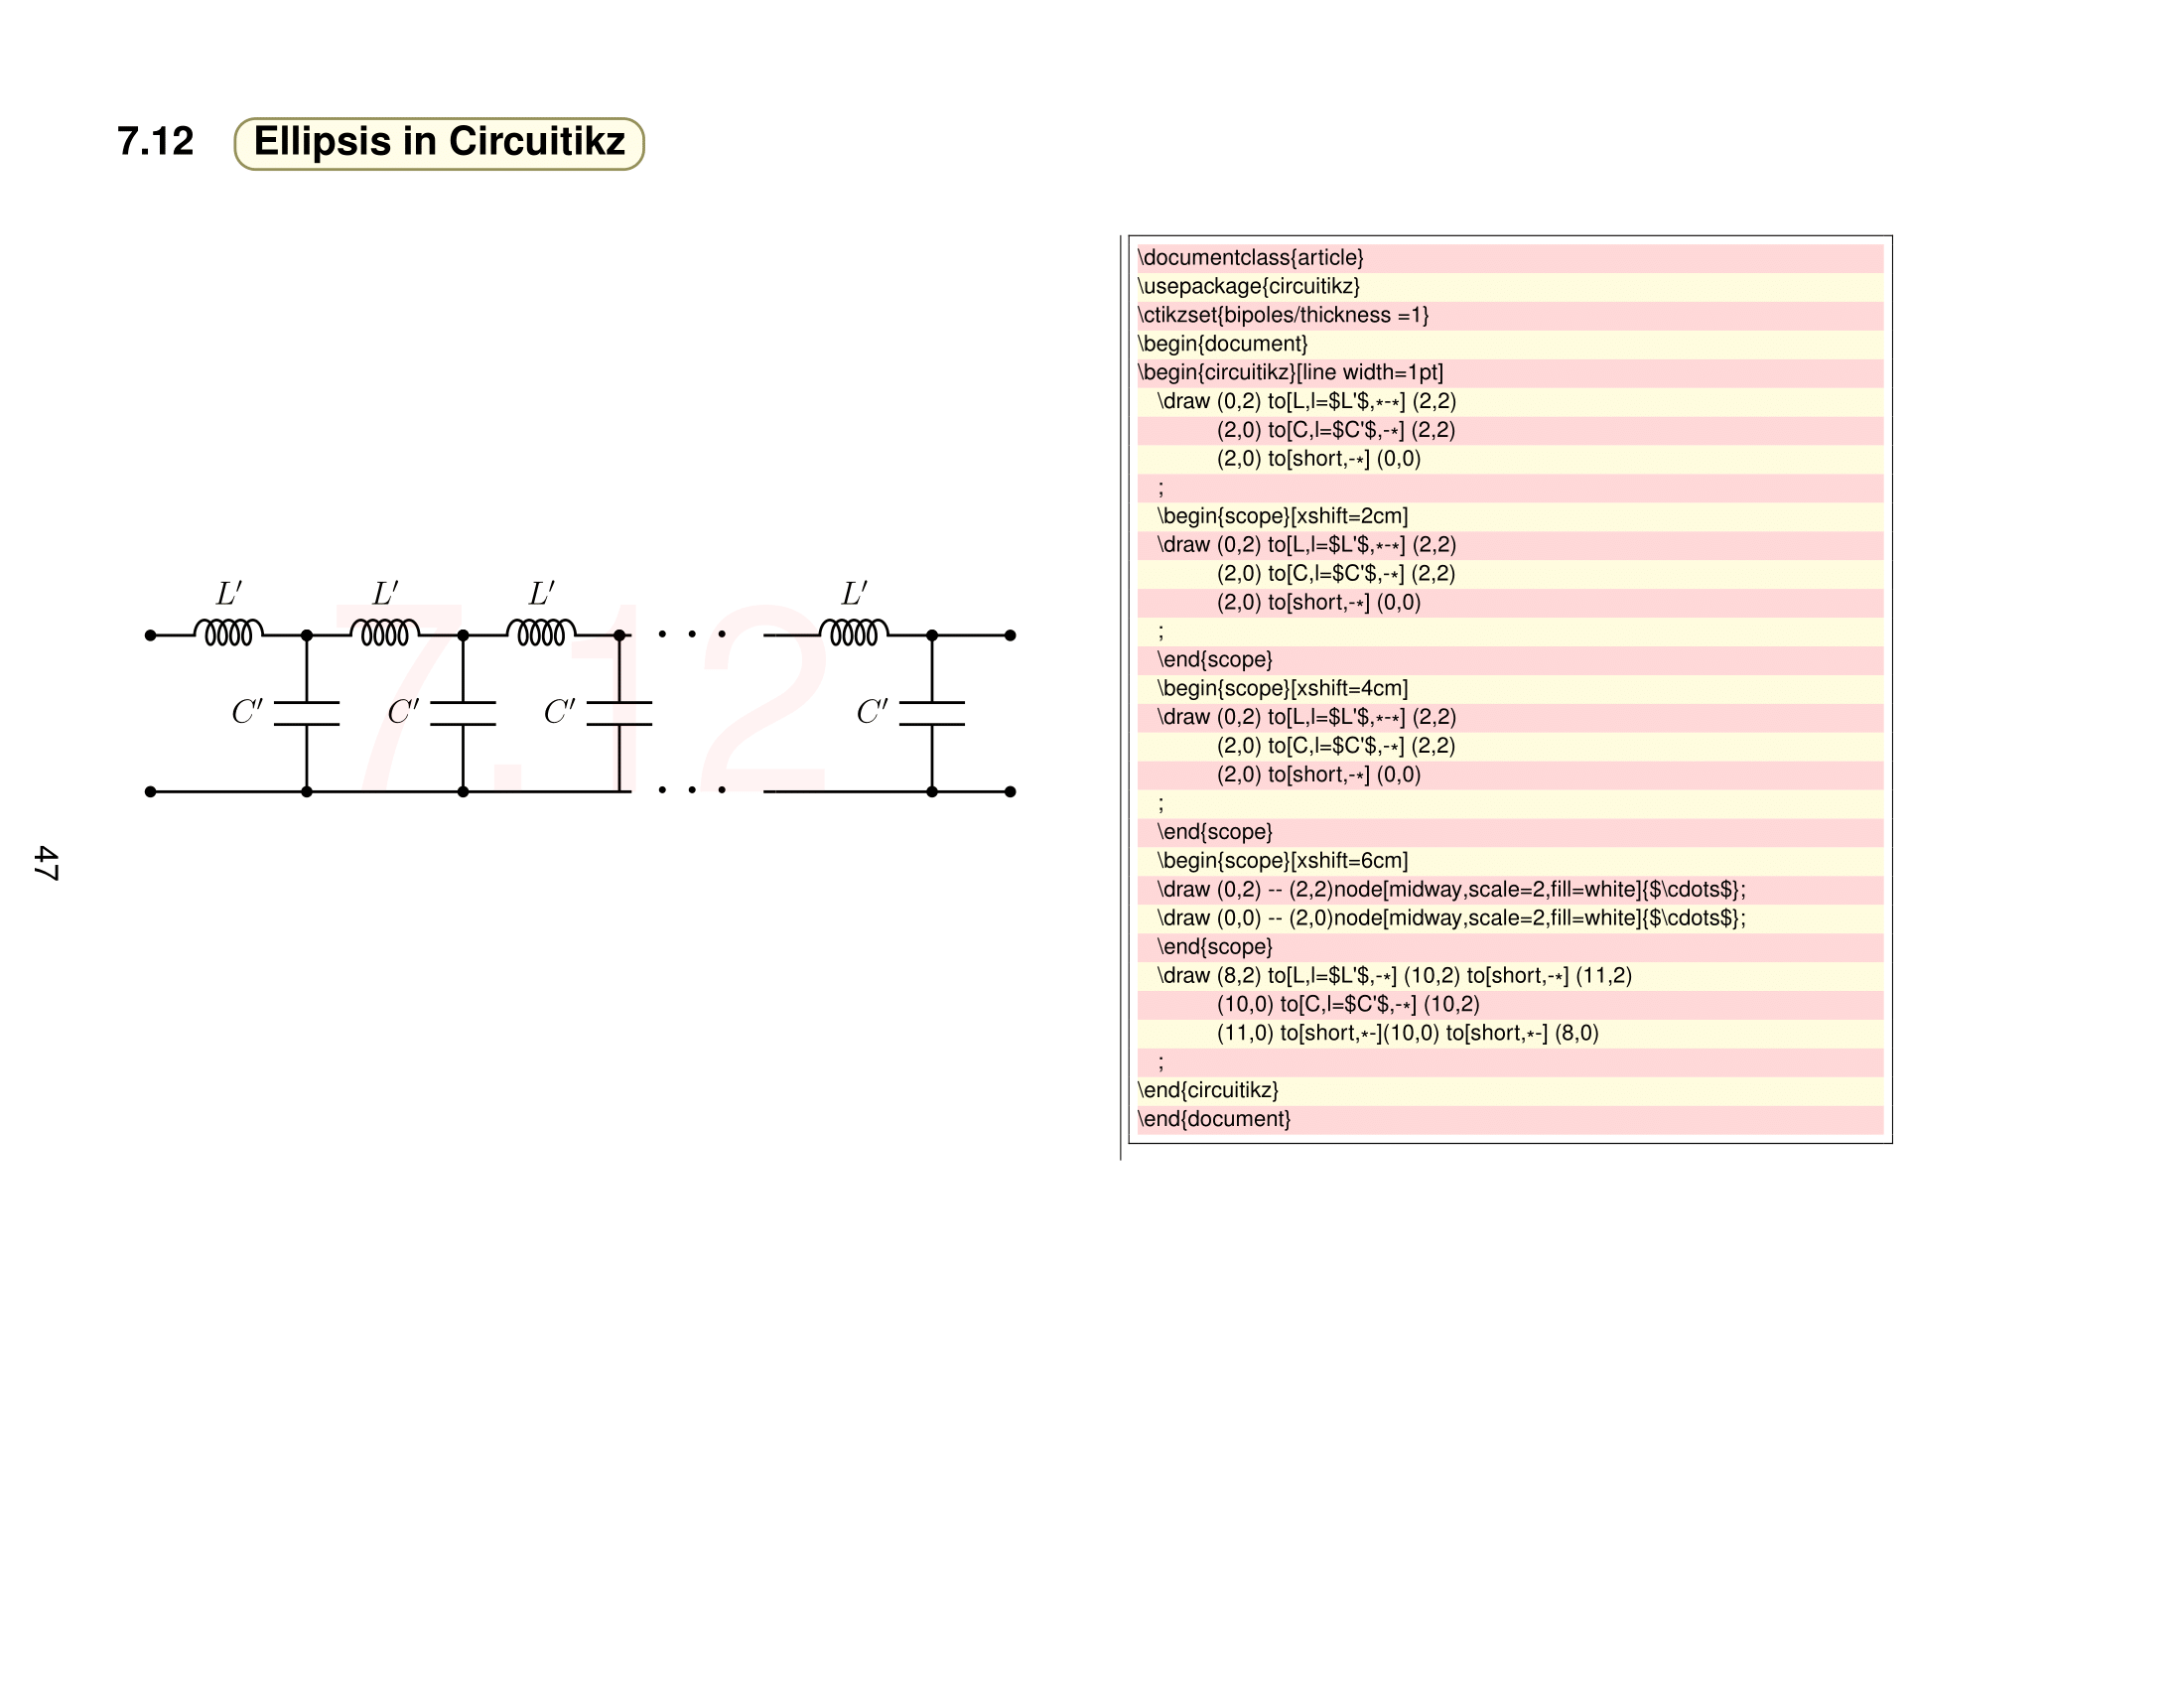 7.12 Ellipsis in Circuitikz
L′ L′ L′ L′
7.12
· · ·
C′ C′ C′ C′
· · ·
47
\documentclass{article}
\usepackage{circuitikz}
\ctikzset{bipoles/thickness =1}
\begin{document}
\begin{circuitikz}[line width=1pt]
\draw (0,2) to[L,l=$L'$,*-*] (2,2)
(2,0) to[C,l=$C'$,-*] (2,2)
(2,0) to[short,-*] (0,0)
;
\begin{scope}[xshift=2cm]
\draw (0,2) to[L,l=$L'$,*-*] (2,2)
(2,0) to[C,l=$C'$,-*] (2,2)
(2,0) to[short,-*] (0,0)
;
\end{scope}
\begin{scope}[xshift=4cm]
\draw (0,2) to[L,l=$L'$,*-*] (2,2)
(2,0) to[C,l=$C'$,-*] (2,2)
(2,0) to[short,-*] (0,0)
;
\end{scope}
\begin{scope}[xshift=6cm]
\draw (0,2) -- (2,2)node[midway,scale=2,fill=white]{$\cdots$};
\draw (0,0) -- (2,0)node[midway,scale=2,fill=white]{$\cdots$};
\end{scope}
\draw (8,2) to[L,l=$L'$,-*] (10,2) to[short,-*] (11,2)
(10,0) to[C,l=$C'$,-*] (10,2)
(11,0) to[short,*-](10,0) to[short,*-] (8,0)
;
\end{circuitikz}
\end{document}